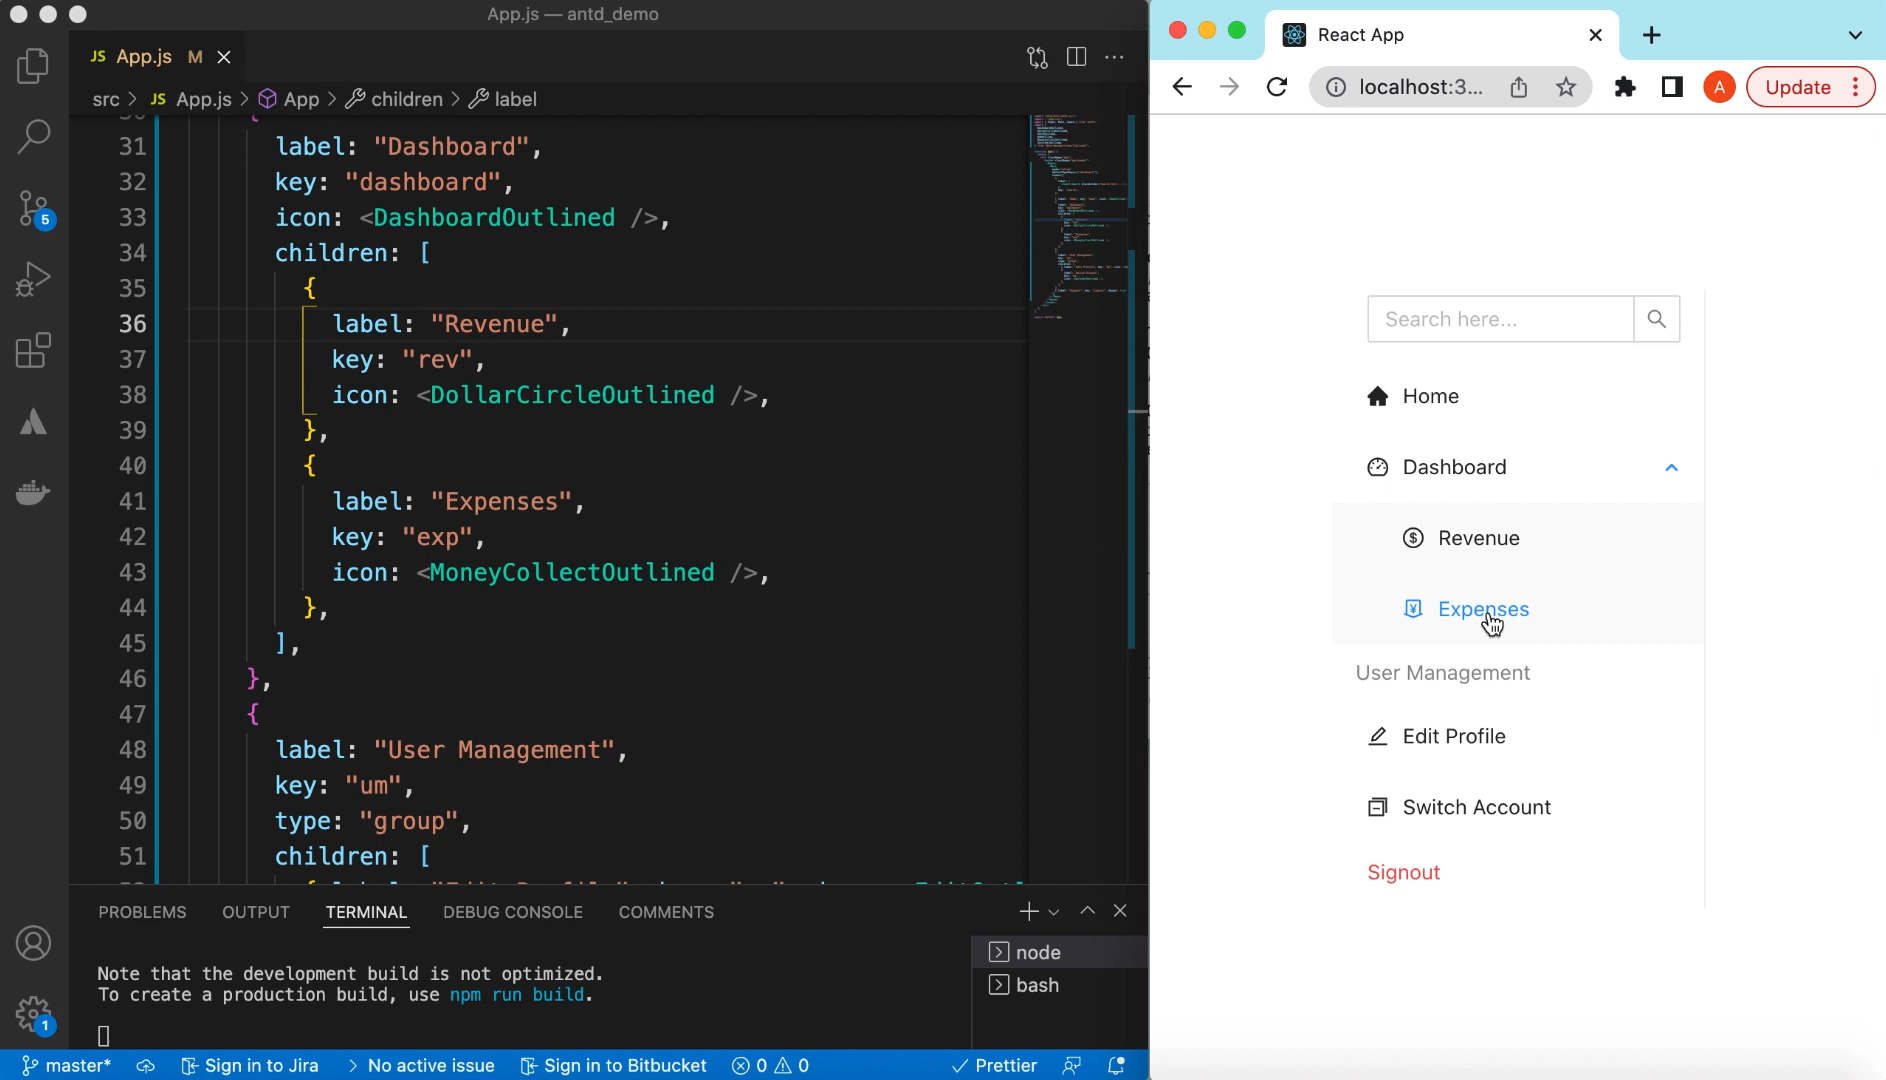 App.js — antd_demo
JS App.js M
src > JS App.js > App > children > label
31 label: "Dashboard",
32 key: "dashboard",
33 icon: <DashboardOutlined />,
34 children: [
35 {
36 label: "Revenue",
37 key: "rev",
38 icon: <DollarCircleOutlined />,
39 },
40 {
41 label: "Expenses",
42 key: "exp",
43 icon: <MoneyCollectOutlined />,
44 },
45 ],
46 },
47 {
48 label: "User Management",
49 key: "um",
50 type: "group",
51 children: [
5
PROBLEMS OUTPUT TERMINAL DEBUG CONSOLE COMMENTS
Note that the development build is not optimized.
To create a production build, use npm run build.
node
bash
1
master* Sign in to Jira > No active issue Sign in to Bitbucket 0 0 Prettier
React App
localhost:3... A Update
Search here...
Home
Dashboard
Revenue
Expenses
User Management
Edit Profile
Switch Account
Signout